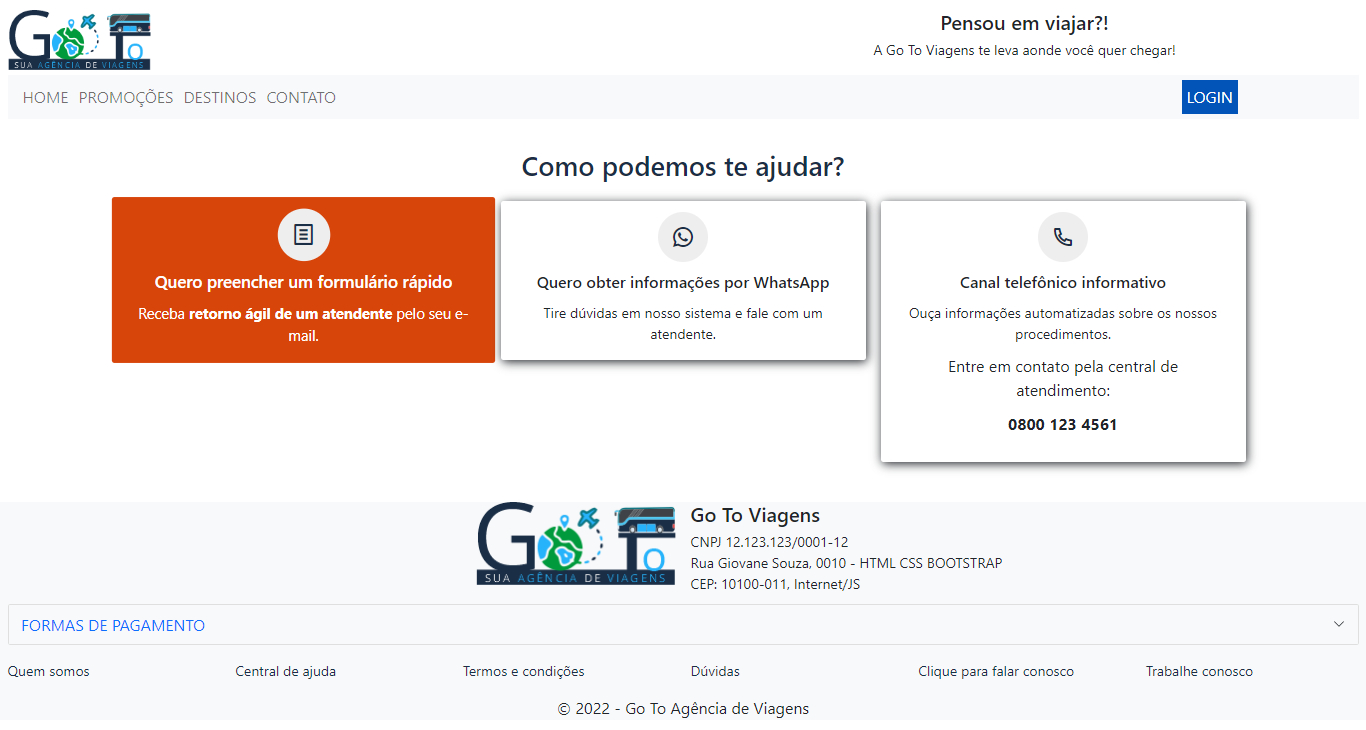 Go To
SUA AGÊNCIA DE VIAGENS
Pensou em viajar?!
A Go To Viagens te leva aonde você quer chegar!
HOME PROMOÇÕES DESTINOS CONTATO LOGIN
Como podemos te ajudar?
Quero preencher um formulário rápido
Receba retorno ágil de um atendente pelo seu e-
mail.
Quero obter informações por WhatsApp
Tire dúvidas em nosso sistema e fale com um
atendente.
Canal telefônico informativo
Ouça informações automatizadas sobre os nossos
procedimentos.
Entre em contato pela central de
atendimento:
0800 123 4561
Go To
SUA AGÊNCIA DE VIAGENS
Go To Viagens
CNPJ 12.123.123/0001-12
Rua Giovane Souza, 0010 - HTML CSS BOOTSTRAP
CEP: 10100-011, Internet/JS
FORMAS DE PAGAMENTO
Quem somos Central de ajuda Termos e condições Dúvidas Clique para falar conosco Trabalhe conosco
© 2022 - Go To Agência de Viagens